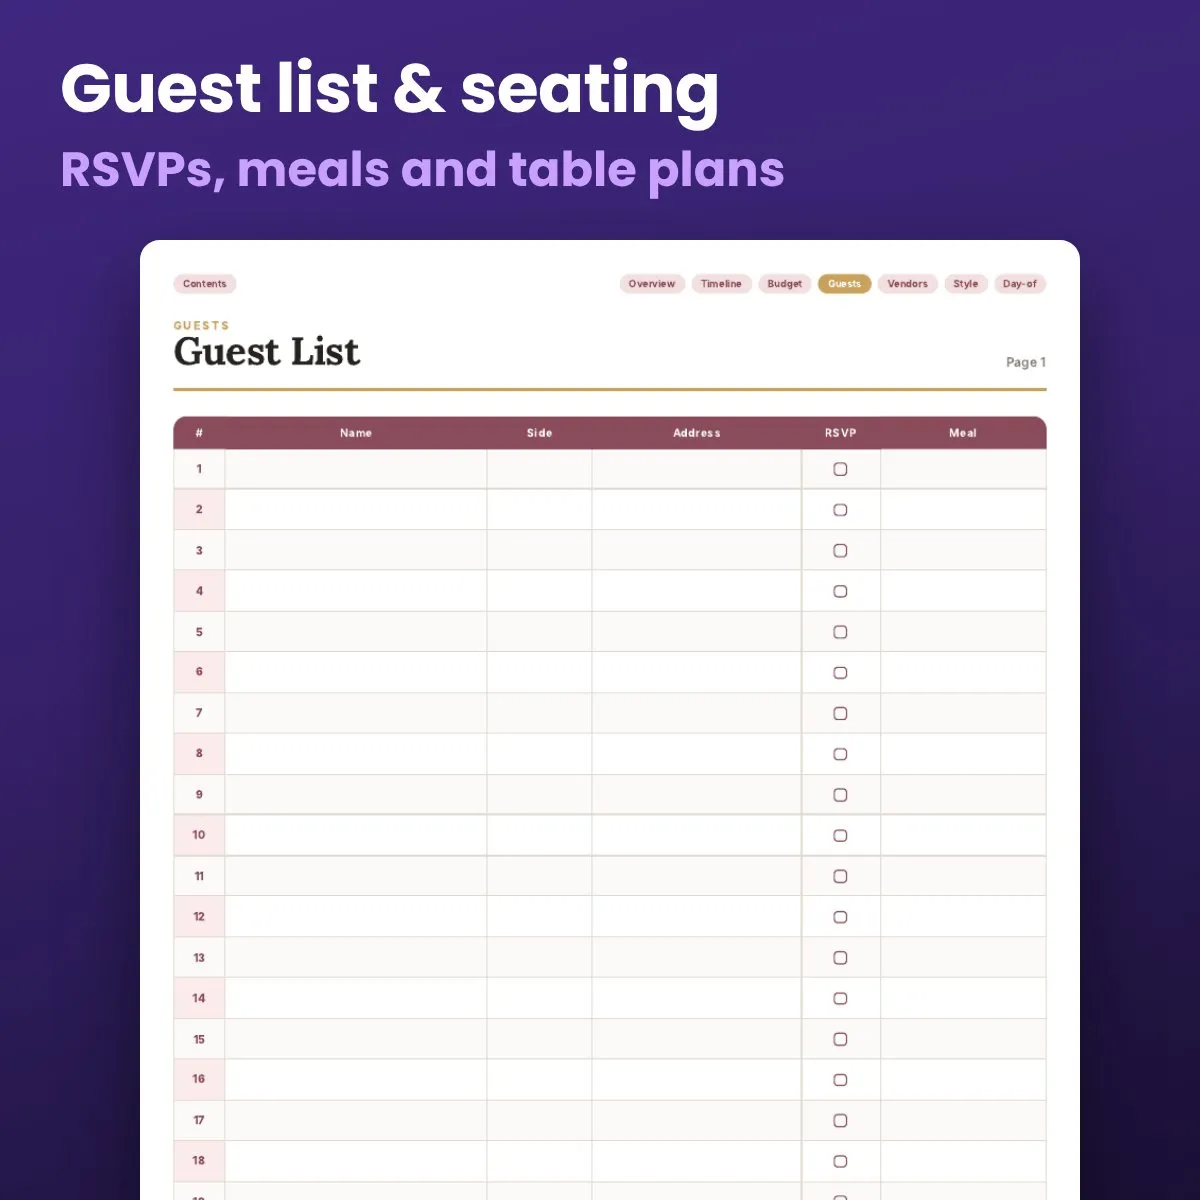 Guest list & seating
RSVPs, meals and table plans
Contents Overview Timeline Budget Guests Vendors Style Day-of
GUESTS
Guest List
Page 1
# Name Side Address RSVP Meal
1
2
3
4
5
6
7
8
9
10
11
12
13
14
15
16
17
18